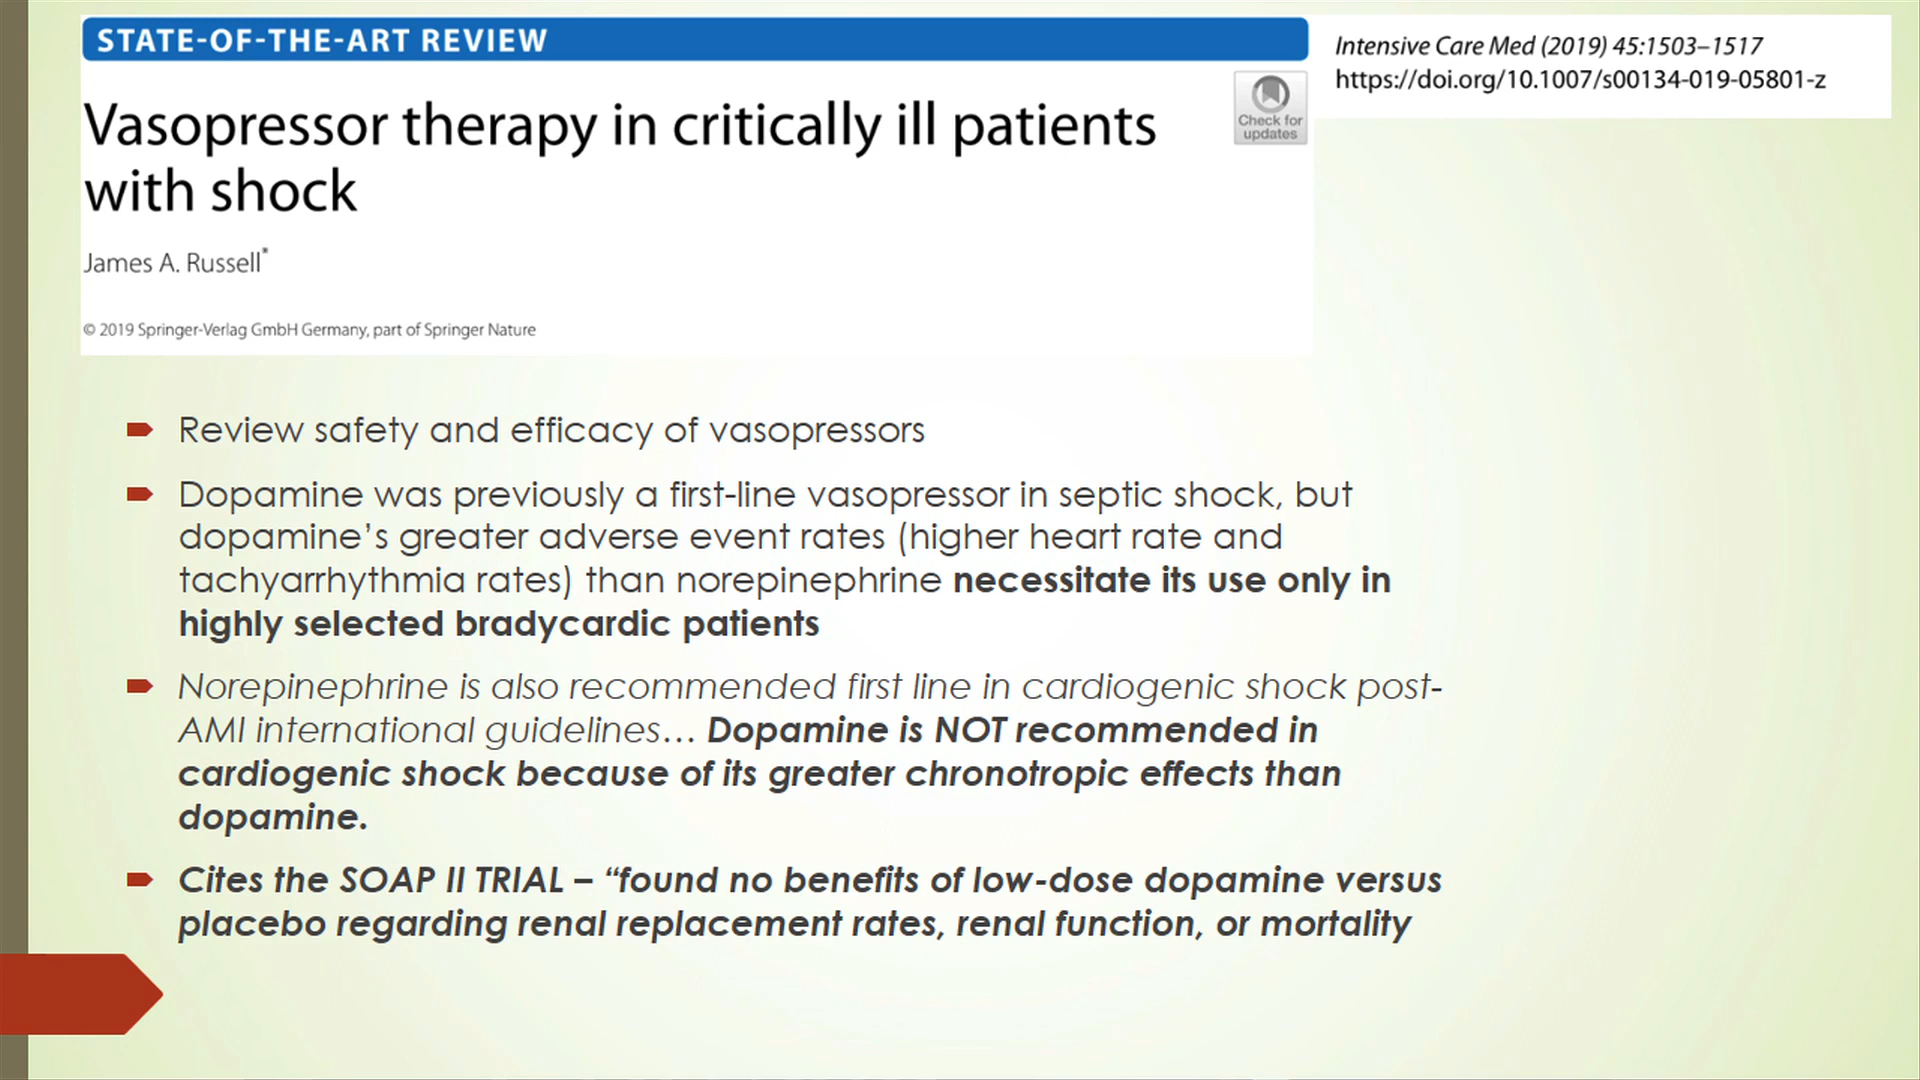 STATE-OF-THE-ART REVIEW
Intensive Care Med (2019) 45:1503–1517
https://doi.org/10.1007/s00134-019-05801-z
Check for
updates
Vasopressor therapy in critically ill patients
with shock
James A. Russell*
© 2019 Springer-Verlag GmbH Germany, part of Springer Nature
Review safety and efficacy of vasopressors
Dopamine was previously a first-line vasopressor in septic shock, but
dopamine’s greater adverse event rates (higher heart rate and
tachyarrhythmia rates) than norepinephrine necessitate its use only in
highly selected bradycardic patients
Norepinephrine is also recommended first line in cardiogenic shock post-
AMI international guidelines… Dopamine is NOT recommended in
cardiogenic shock because of its greater chronotropic effects than
dopamine.
Cites the SOAP II TRIAL – “found no benefits of low-dose dopamine versus
placebo regarding renal replacement rates, renal function, or mortality